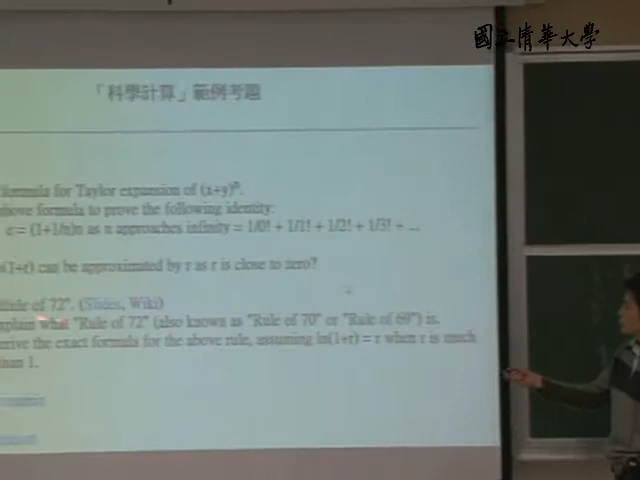 國立清華大學
「科學計算」範例考題
formula for Taylor expansion of (x+y)ⁿ.
above formula to prove the following identity:
e = (1+1/n)n as n approaches infinity = 1/0! + 1/1! + 1/2! + 1/3! + ...
(1+r) can be approximated by r as r is close to zero?
"Rule of 72". (Slides, Wiki)
explain what "Rule of 72" (also known as "Rule of 70" or "Rule of 69") is.
the exact formula for the above rule, assuming ln(1+r) = r when r is much
than 1.